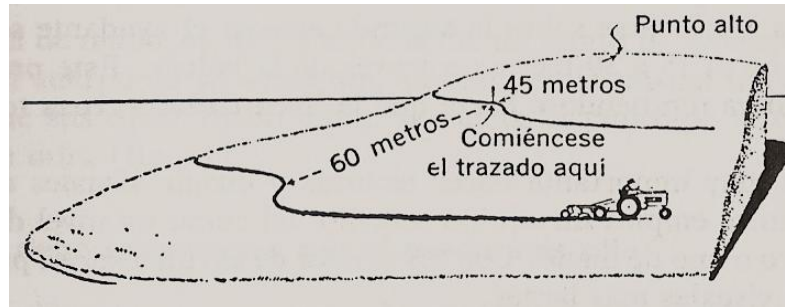 Punto alto
45 metros
60 metros
Comiéncese
el trazado aquí